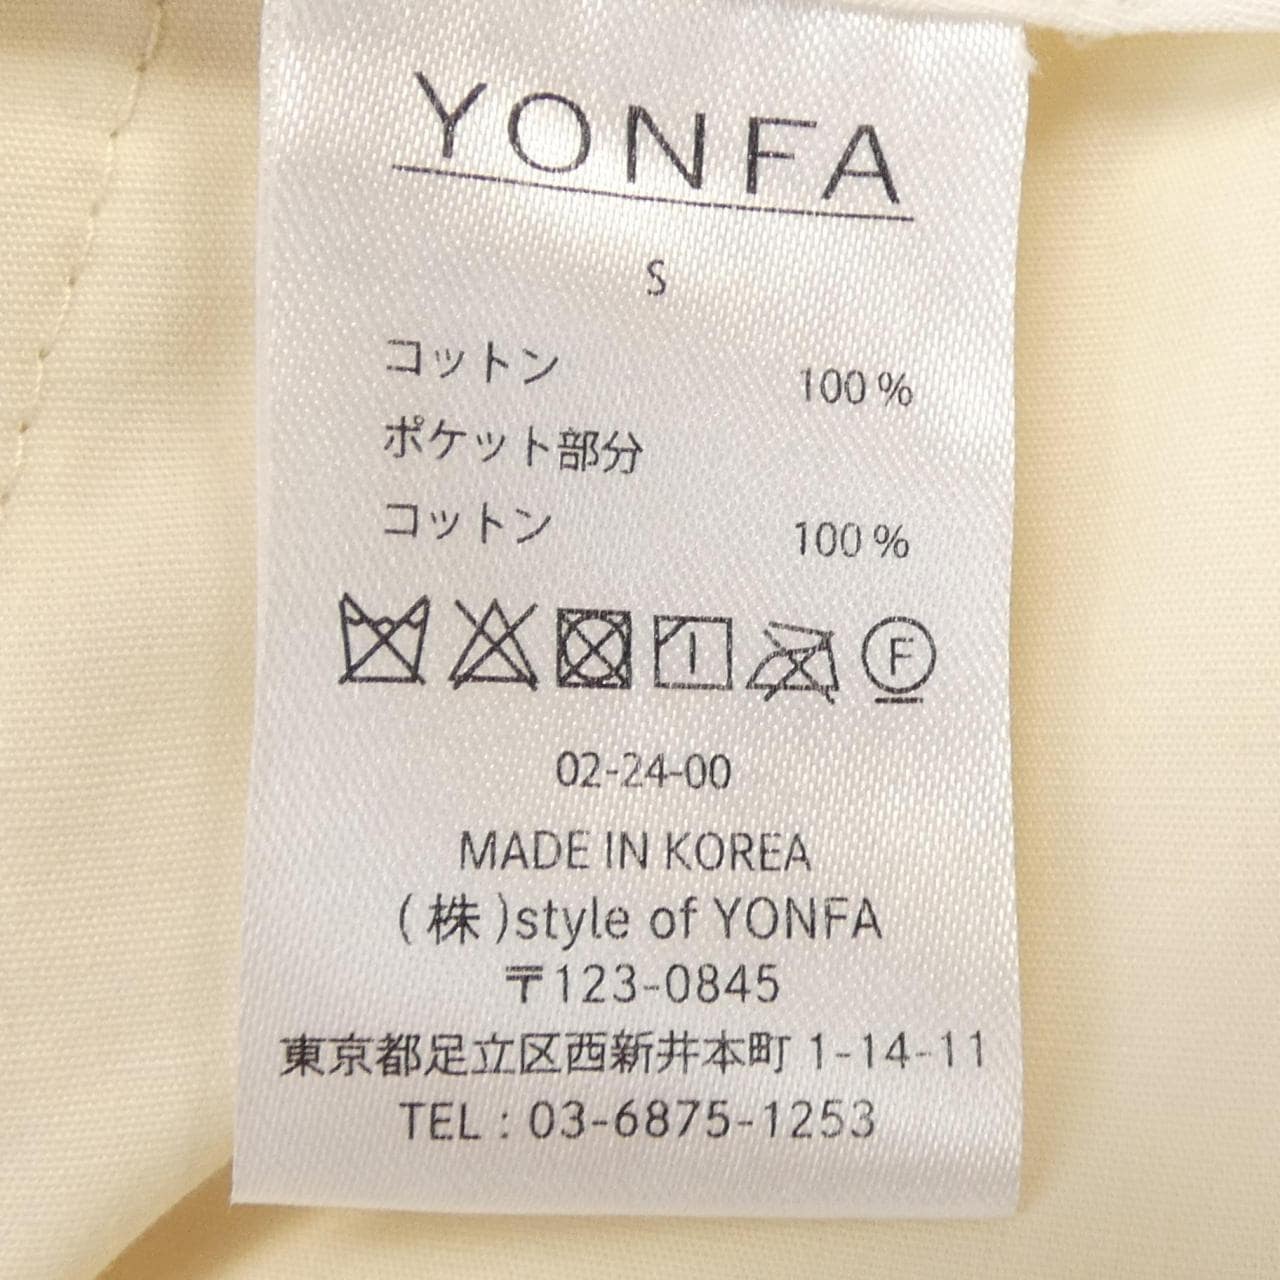 YONFA
S
コットン 100%
ポケット部分
コットン 100%
F
02-24-00
MADE IN KOREA
(株)style of YONFA
〒123-0845
東京都足立区西新井本町1-14-11
TEL : 03-6875-1253